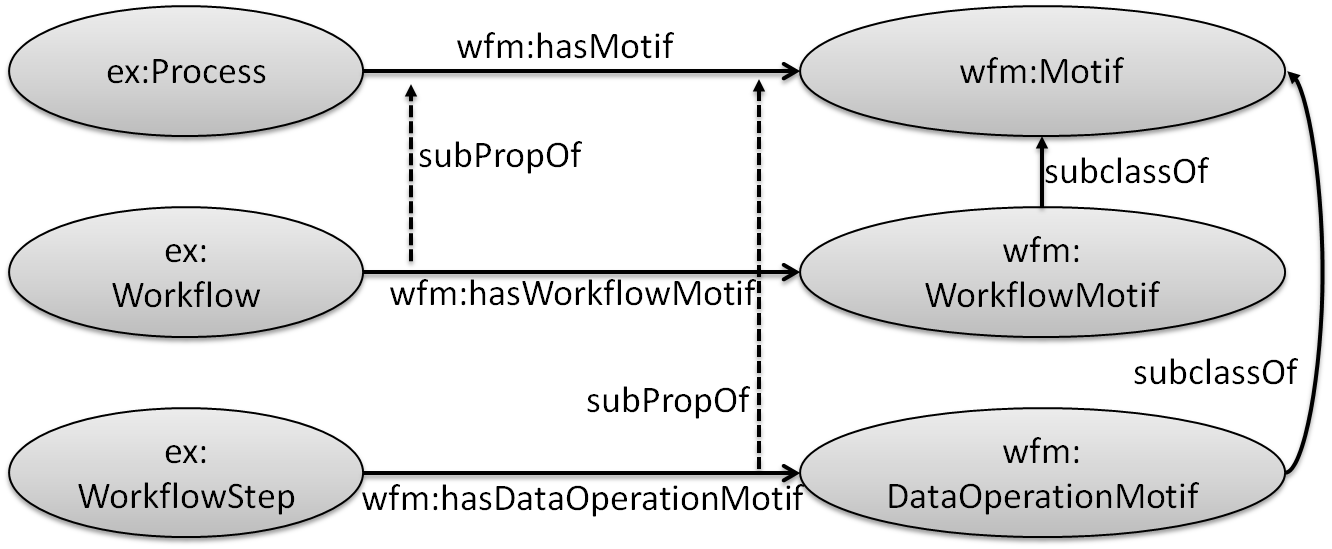 wfm:hasMotif
ex:Process
wfm:Motif
subPropOf
subclassOf
ex:
Workflow
wfm:hasWorkflowMotif
wfm:
WorkflowMotif
subclassOf
subPropOf
ex:
WorkflowStep
wfm:hasDataOperationMotif
wfm:
DataOperationMotif